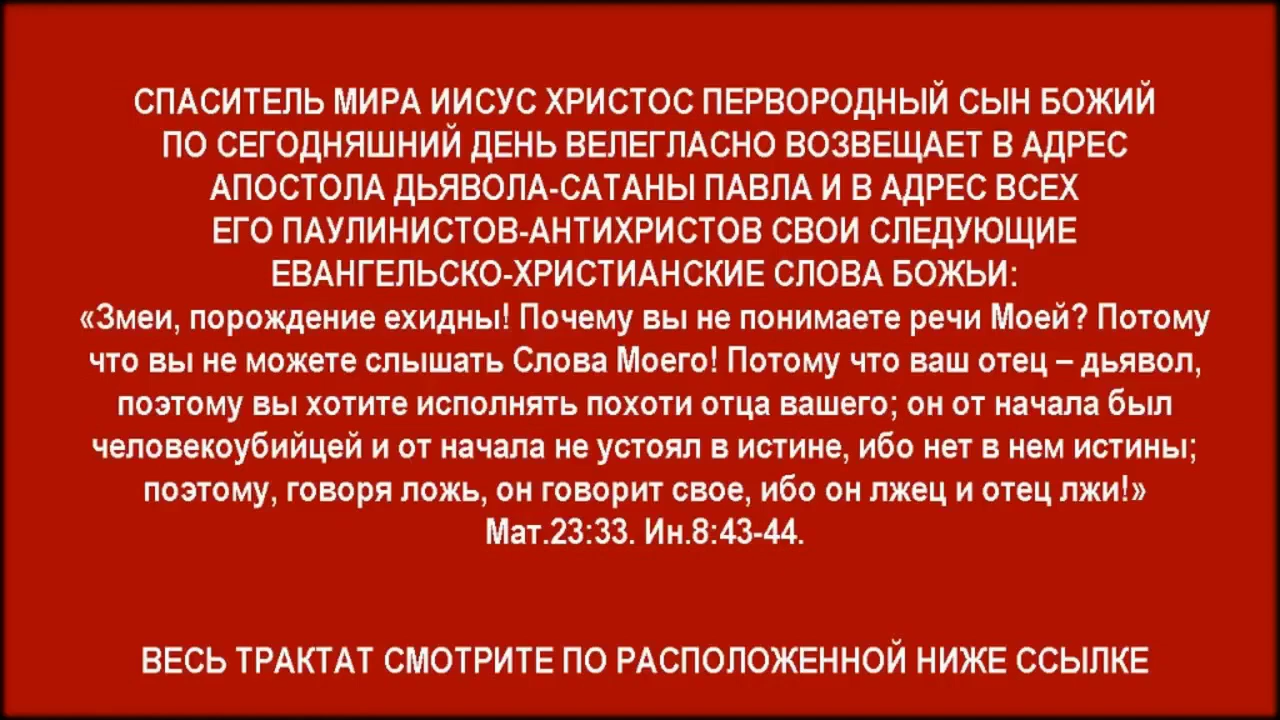 СПАСИТЕЛЬ МИРА ИИСУС ХРИСТОС ПЕРВОРОДНЫЙ СЫН БОЖИЙ
ПО СЕГОДНЯШНИЙ ДЕНЬ ВЕЛЕГЛАСНО ВОЗВЕЩАЕТ В АДРЕС
АПОСТОЛА ДЬЯВОЛА-САТАНЫ ПАВЛА И В АДРЕС ВСЕХ
ЕГО ПАУЛИНИСТОВ-АНТИХРИСТОВ СВОИ СЛЕДУЮЩИЕ
ЕВАНГЕЛЬСКО-ХРИСТИАНСКИЕ СЛОВА БОЖЬИ:
«Змеи, порождение ехидны! Почему вы не понимаете речи Моей? Потому
что вы не можете слышать Слова Моего! Потому что ваш отец – дьявол,
поэтому вы хотите исполнять похоти отца вашего; он от начала был
человекоубийцей и от начала не устоял в истине, ибо нет в нем истины;
поэтому, говоря ложь, он говорит свое, ибо он лжец и отец лжи!»
Мат.23:33. Ин.8:43-44.
ВЕСЬ ТРАКТАТ СМОТРИТЕ ПО РАСПОЛОЖЕННОЙ НИЖЕ ССЫЛКЕ